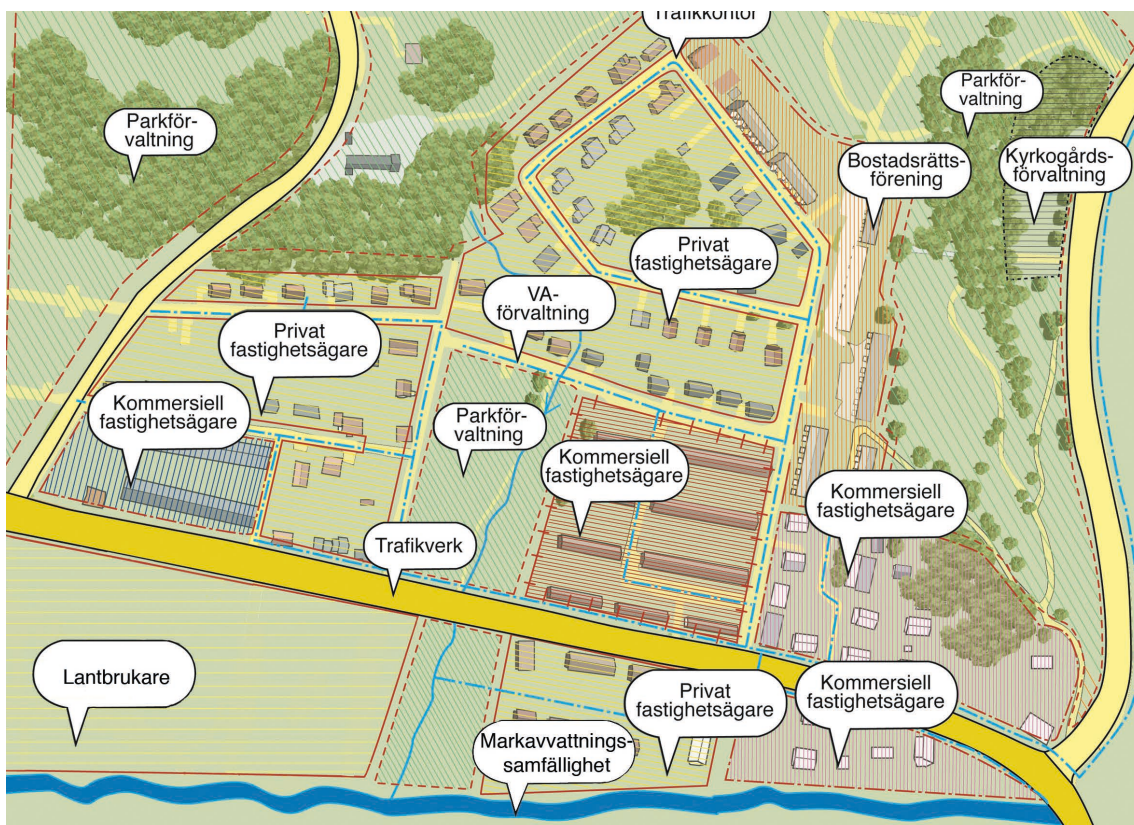 Trafikkontor
Parkför-
valtning
Parkför-
valtning
Bostadsrätts-
förening
Kyrkogårds-
förvaltning
Privat
fastighetsägare
VA-
förvaltning
Privat
fastighetsägare
Kommersiell
fastighetsägare
Parkför-
valtning
Kommersiell
fastighetsägare
Kommersiell
fastighetsägare
Trafikverk
Lantbrukare
Privat
fastighetsägare
Kommersiell
fastighetsägare
Markavvattnings-
samfällighet